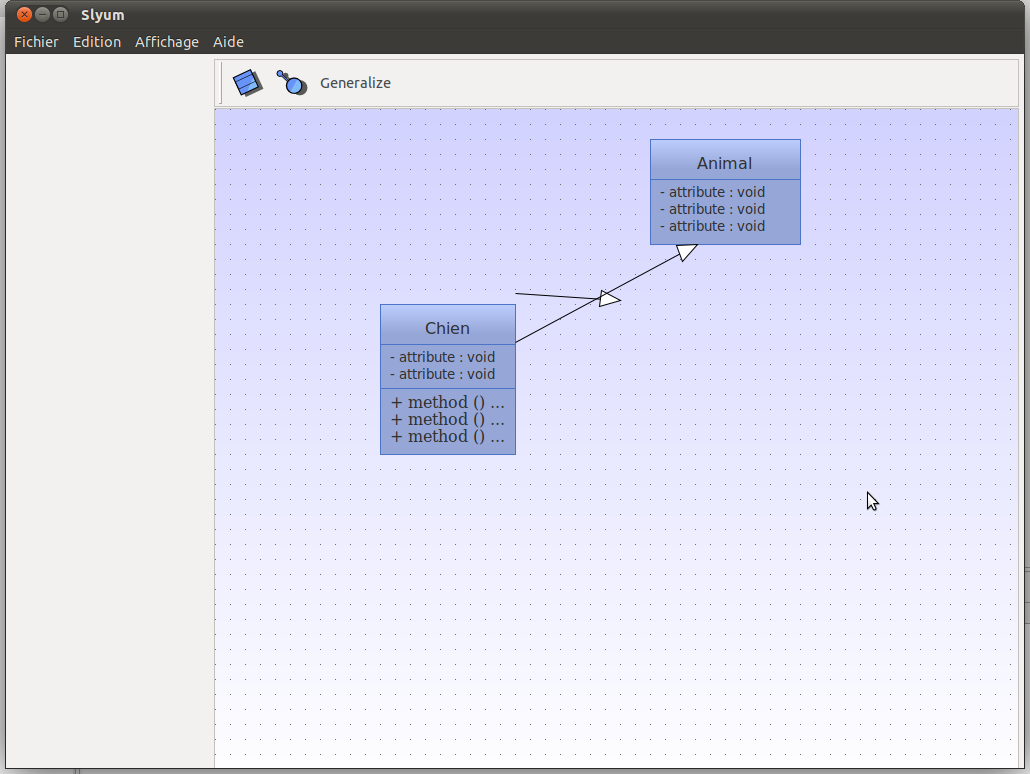 Slyum
Fichier Edition Affichage Aide
Generalize
Animal
- attribute : void
- attribute : void
- attribute : void
Chien
- attribute : void
- attribute : void
+ method () ...
+ method () ...
+ method () ...